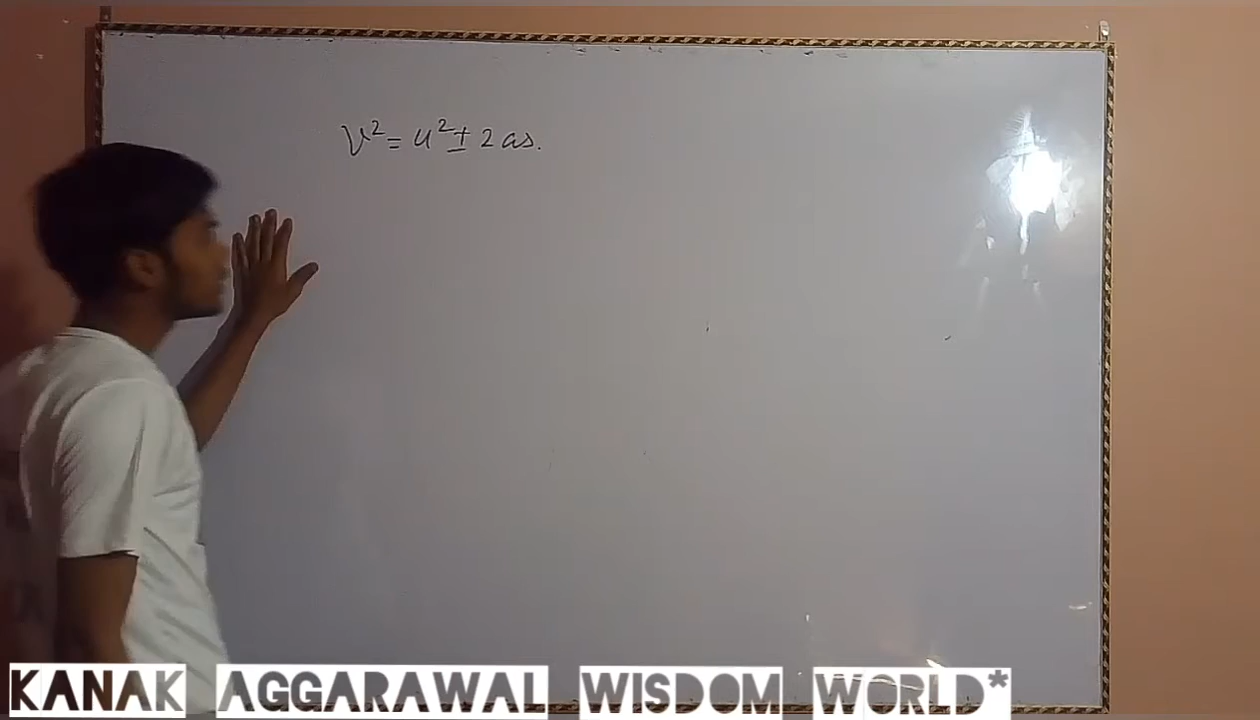 V² = u² ± 2as.
KANAK AGGARAWAL WISDOM WORLD*